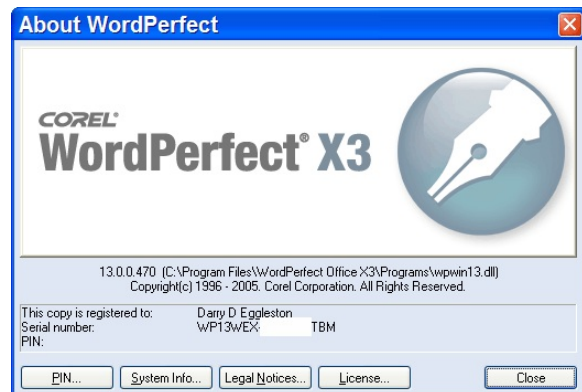 About WordPerfect
COREL®
WordPerfect® X3
13.0.0.470 (C:\Program Files\WordPerfect Office X3\Programs\wpwin13.dll)
Copyright(c) 1996 - 2005. Corel Corporation. All Rights Reserved.
This copy is registered to: Darry D Eggleston
Serial number: WP13WEX- TBM
PIN:
PIN... System Info... Legal Notices... License... Close